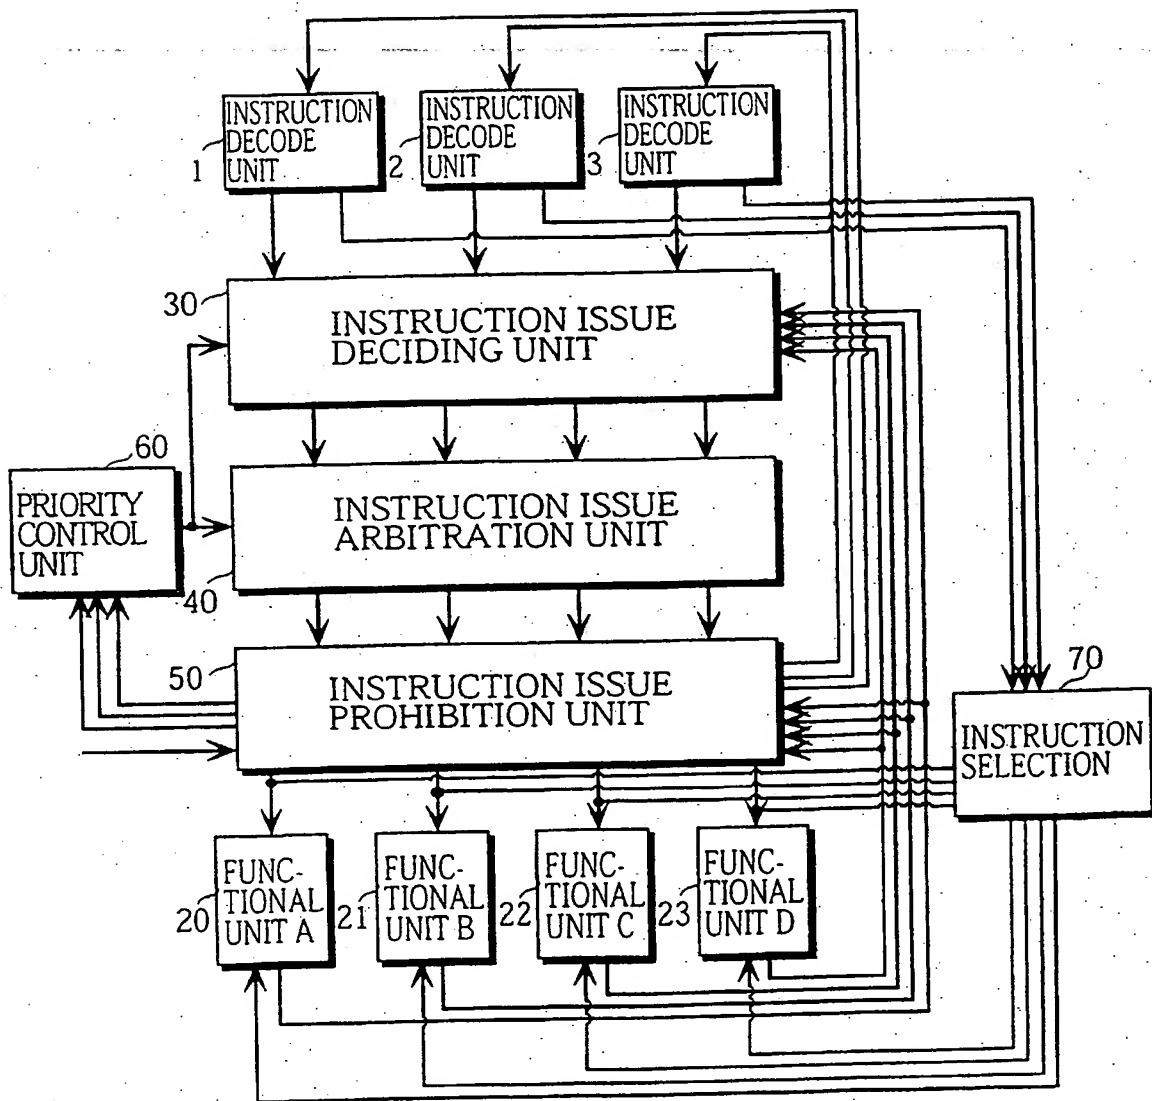 INSTRUCTION
DECODE
UNIT
1
INSTRUCTION
DECODE
UNIT
2
INSTRUCTION
DECODE
UNIT
3
30
INSTRUCTION ISSUE
DECIDING UNIT
60
PRIORITY
CONTROL
UNIT
INSTRUCTION ISSUE
ARBITRATION UNIT
40
50
INSTRUCTION ISSUE
PROHIBITION UNIT
70
INSTRUCTION
SELECTION
FUNC-
TIONAL
UNIT A
20
FUNC-
TIONAL
UNIT B
21
FUNC-
TIONAL
UNIT C
22
FUNC-
TIONAL
UNIT D
23